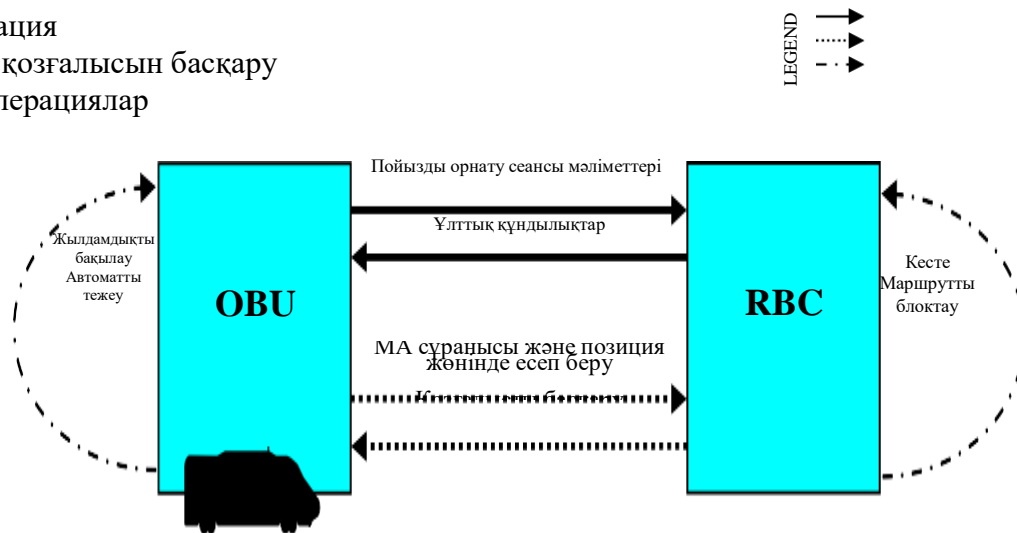 ация
қозғалысын басқару
перациялар
LEGEND
Пойызды орнату сеансы мәліметтері
Ұлттық құндылықтар
Жылдамдықты
бақылау
Автоматты
тежеу
OBU
RBC
Кесте
Маршрутты
блоктау
МА сұранысы және позиция
жөнінде есеп беру